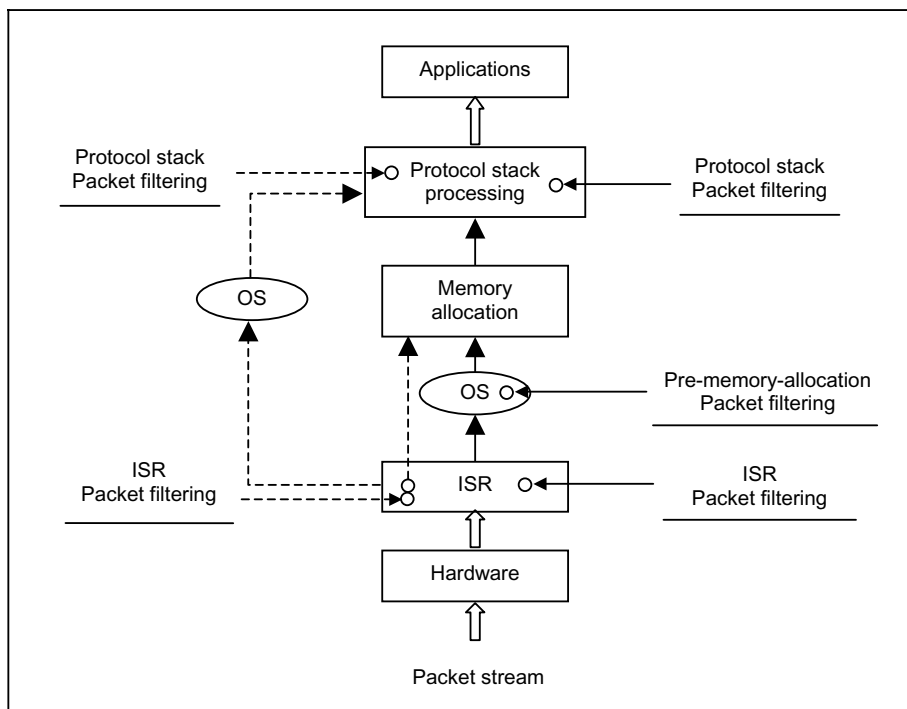 Applications
Protocol stack
Packet filtering
Protocol stack
processing
Protocol stack
Packet filtering
OS
Memory
allocation
OS
Pre-memory-allocation
Packet filtering
ISR
Packet filtering
ISR
ISR
Packet filtering
Hardware
Packet stream